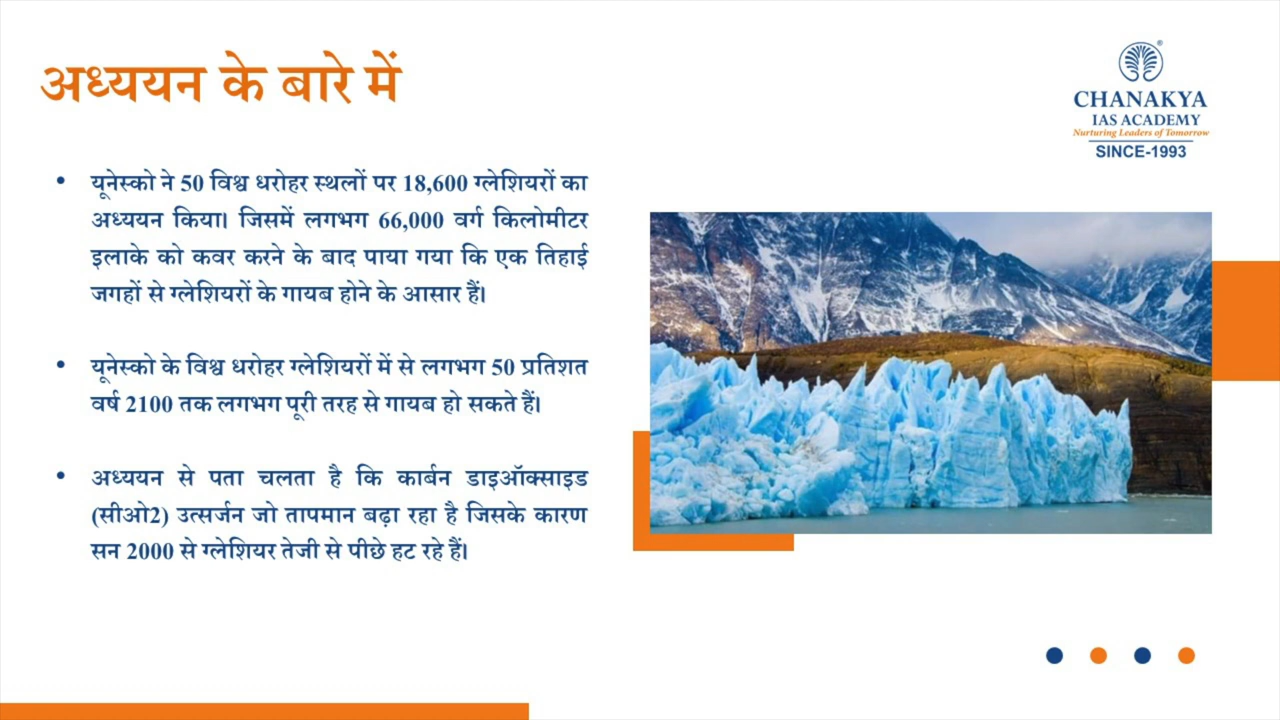 अध्ययन के बारे में
CHANAKYA
IAS ACADEMY
Nurturing Leaders of Tomorrow
SINCE-1993
• यूनेस्को ने 50 विश्व धरोहर स्थलों पर 18,600 ग्लेशियरों का
अध्ययन किया। जिसमें लगभग 66,000 वर्ग किलोमीटर
इलाके को कवर करने के बाद पाया गया कि एक तिहाई
जगहों से ग्लेशियरों के गायब होने के आसार हैं।
• यूनेस्को के विश्व धरोहर ग्लेशियरों में से लगभग 50 प्रतिशत
वर्ष 2100 तक लगभग पूरी तरह से गायब हो सकते हैं।
• अध्ययन से पता चलता है कि कार्बन डाइऑक्साइड
(सीओ2) उत्सर्जन जो तापमान बढ़ा रहा है जिसके कारण
सन 2000 से ग्लेशियर तेजी से पीछे हट रहे हैं।